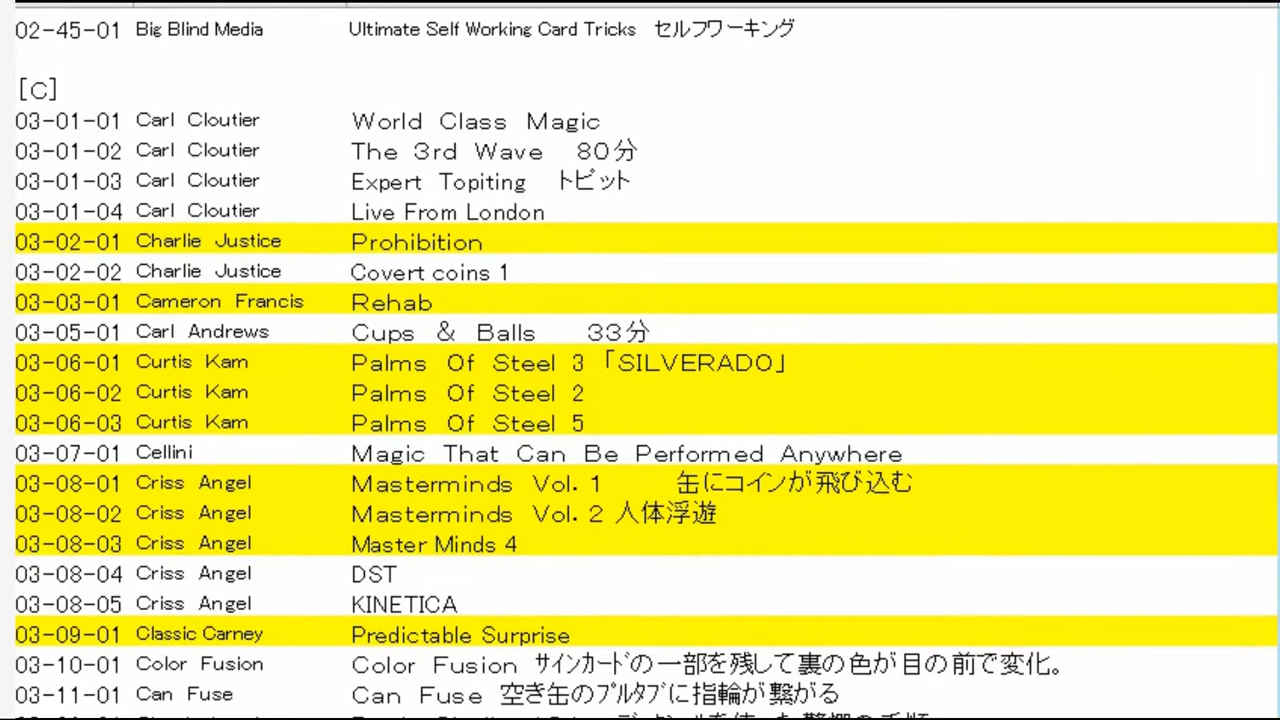 02-45-01 Big Blind Media Ultimate Self Working Card Tricks セルフワーキング
[C]
03-01-01 Carl Cloutier World Class Magic
03-01-02 Carl Cloutier The 3rd Wave 80分
03-01-03 Carl Cloutier Expert Topiting トピット
03-01-04 Carl Cloutier Live From London
03-02-01 Charlie Justice Prohibition
03-02-02 Charlie Justice Covert coins 1
03-03-01 Cameron Francis Rehab
03-05-01 Carl Andrews Cups & Balls 33分
03-06-01 Curtis Kam Palms Of Steel 3「SILVERADO」
03-06-02 Curtis Kam Palms Of Steel 2
03-06-03 Curtis Kam Palms Of Steel 5
03-07-01 Cellini Magic That Can Be Performed Anywhere
03-08-01 Criss Angel Masterminds Vol. 1 缶にコインが飛び込む
03-08-02 Criss Angel Masterminds Vol. 2 人体浮遊
03-08-03 Criss Angel Master Minds 4
03-08-04 Criss Angel DST
03-08-05 Criss Angel KINETICA
03-09-01 Classic Carney Predictable Surprise
03-10-01 Color Fusion Color Fusion サインカードの一部を残して裏の色が目の前で変化。
03-11-01 Can Fuse Can Fuse 空き缶のプルタブに指輪が繋がる